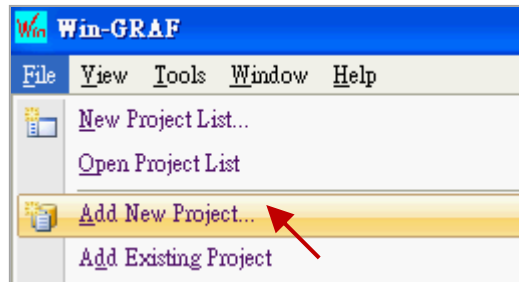 Win Win-GRAF
File View Tools Window Help
New Project List...
Open Project List
Add New Project...
Add Existing Project